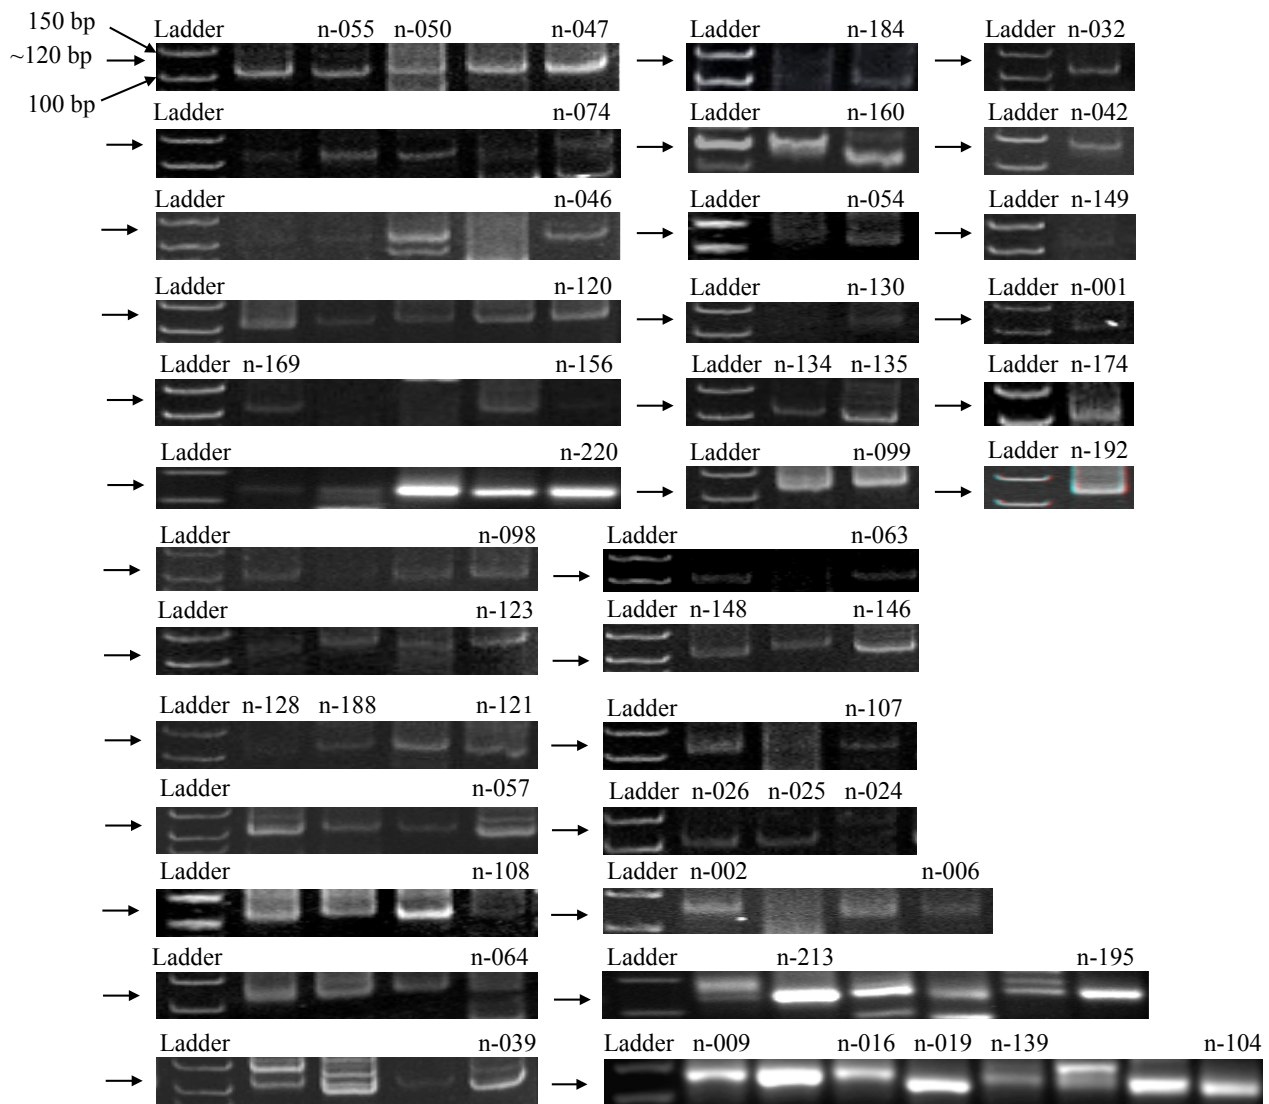 150 bp
~120 bp
100 bp
Ladder n-055 n-050 n-047 Ladder n-184 Ladder n-032
Ladder n-074 Ladder n-160 Ladder n-042
Ladder n-046 Ladder n-054 Ladder n-149
Ladder n-120 Ladder n-130 Ladder n-001
Ladder n-169 n-156 Ladder n-134 n-135 Ladder n-174
Ladder n-220 Ladder n-099 Ladder n-192
Ladder n-098 Ladder n-063
Ladder n-123 Ladder n-148 n-146
Ladder n-128 n-188 n-121 Ladder n-107
Ladder n-057 Ladder n-026 n-025 n-024
Ladder n-108 Ladder n-002 n-006
Ladder n-064 Ladder n-213 n-195
Ladder n-039 Ladder n-009 n-016 n-019 n-139 n-104